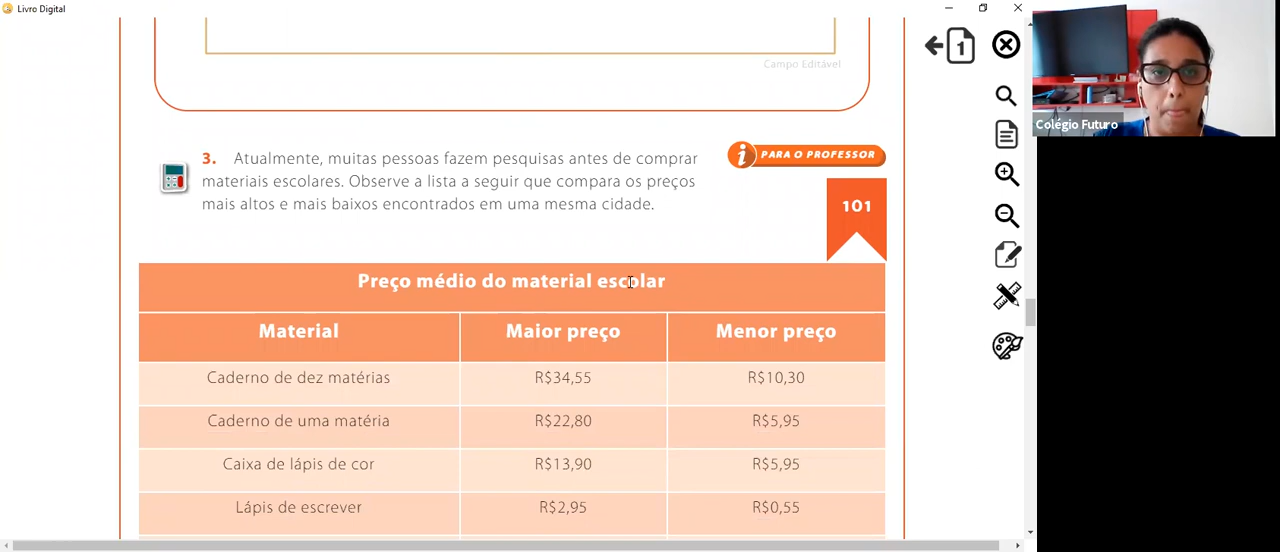 Livro Digital
Campo Editável
1
Colégio Futuro
3. Atualmente, muitas pessoas fazem pesquisas antes de comprar
materiais escolares. Observe a lista a seguir que compara os preços
mais altos e mais baixos encontrados em uma mesma cidade.
i PARA O PROFESSOR
101
Preço médio do material escolar
Material Maior preço Menor preço
Caderno de dez matérias R$34,55 R$10,30
Caderno de uma matéria R$22,80 R$5,95
Caixa de lápis de cor R$13,90 R$5,95
Lápis de escrever R$2,95 R$0,55